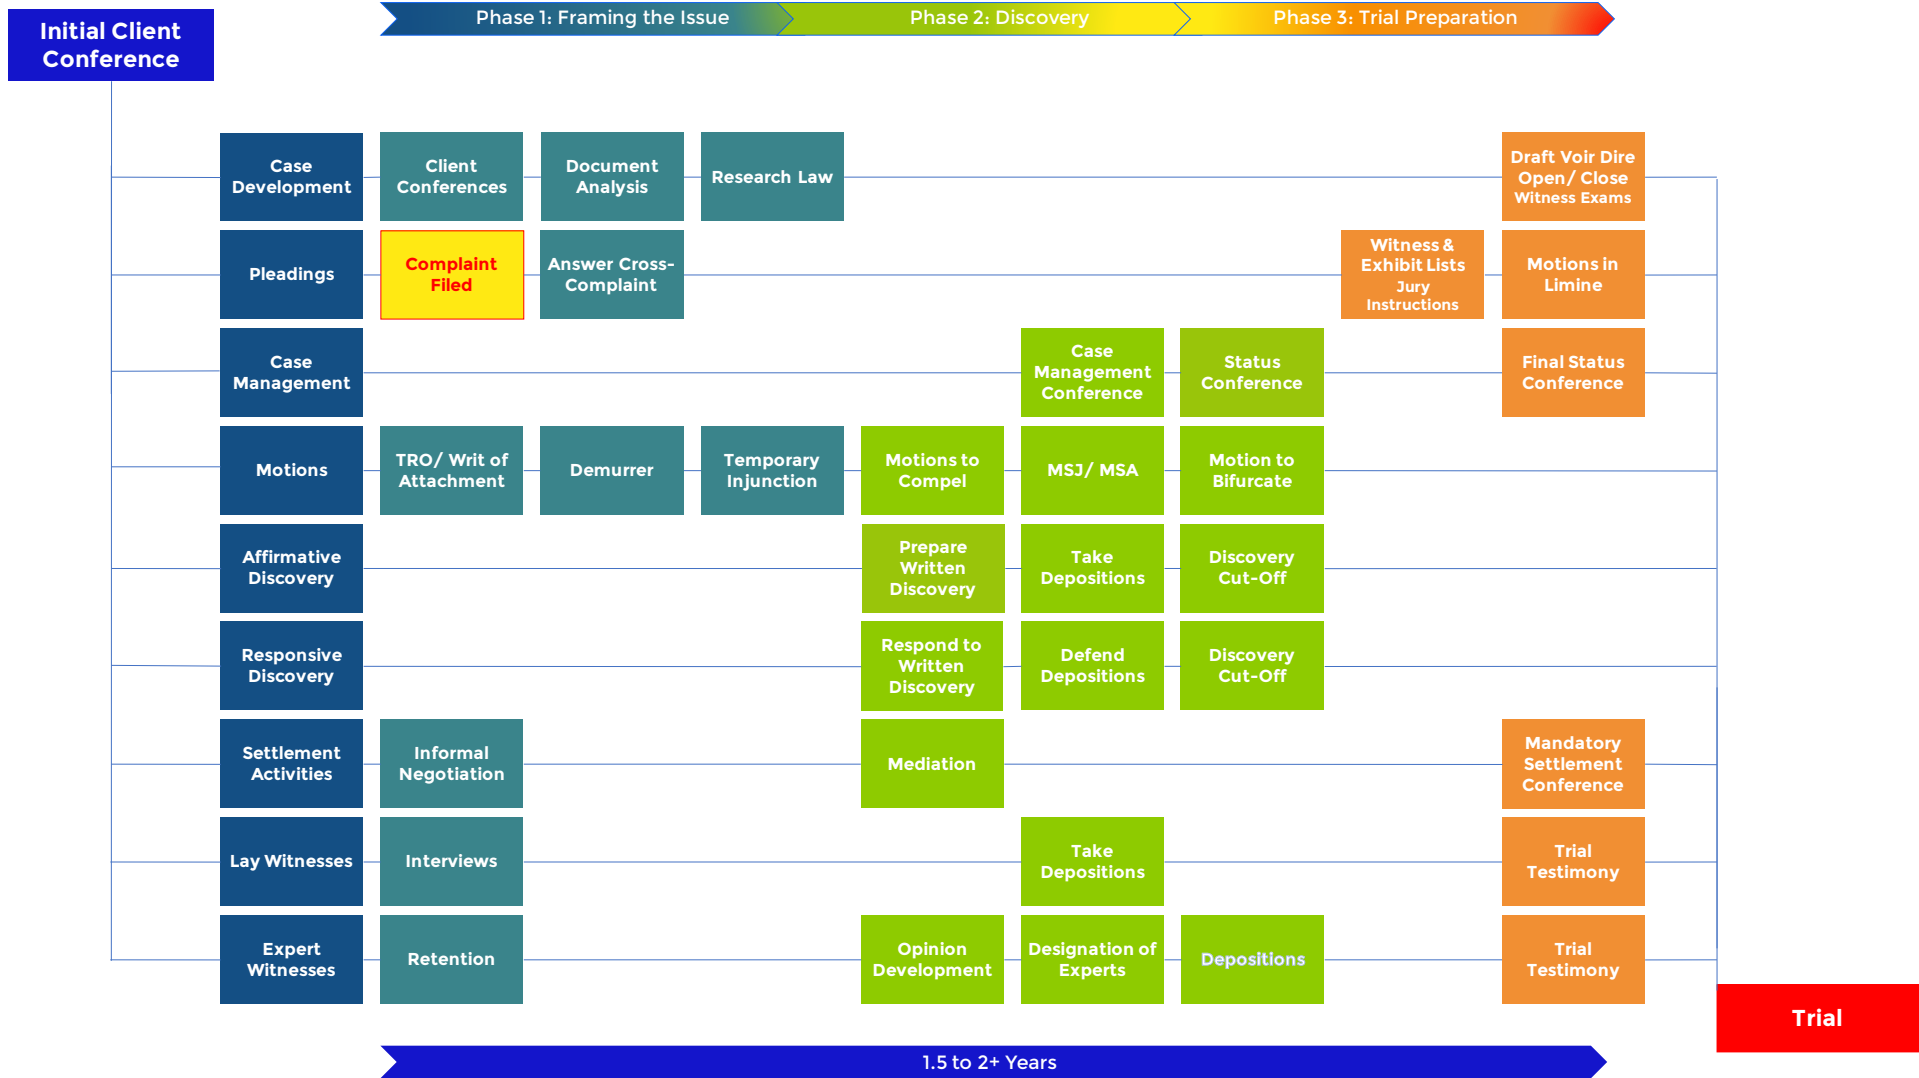 Initial Client
Conference
Phase 1: Framing the Issue
Phase 2: Discovery
Phase 3: Trial Preparation
Case
Development
Client
Conferences
Document
Analysis
Research Law
Draft Voir Dire
Open/ Close
Witness Exams
Pleadings
Complaint
Filed
Answer Cross-
Complaint
Witness &
Exhibit Lists
Jury
Instructions
Motions in
Limine
Case
Management
Case
Management
Conference
Status
Conference
Final Status
Conference
Motions
TRO/ Writ of
Attachment
Demurrer
Temporary
Injunction
Motions to
Compel
MSJ/ MSA
Motion to
Bifurcate
Affirmative
Discovery
Prepare
Written
Discovery
Take
Depositions
Discovery
Cut-Off
Responsive
Discovery
Respond to
Written
Discovery
Defend
Depositions
Discovery
Cut-Off
Settlement
Activities
Informal
Negotiation
Mediation
Mandatory
Settlement
Conference
Lay Witnesses
Interviews
Take
Depositions
Trial
Testimony
Expert
Witnesses
Retention
Opinion
Development
Designation of
Experts
Depositions
Trial
Testimony
Trial
1.5 to 2+ Years